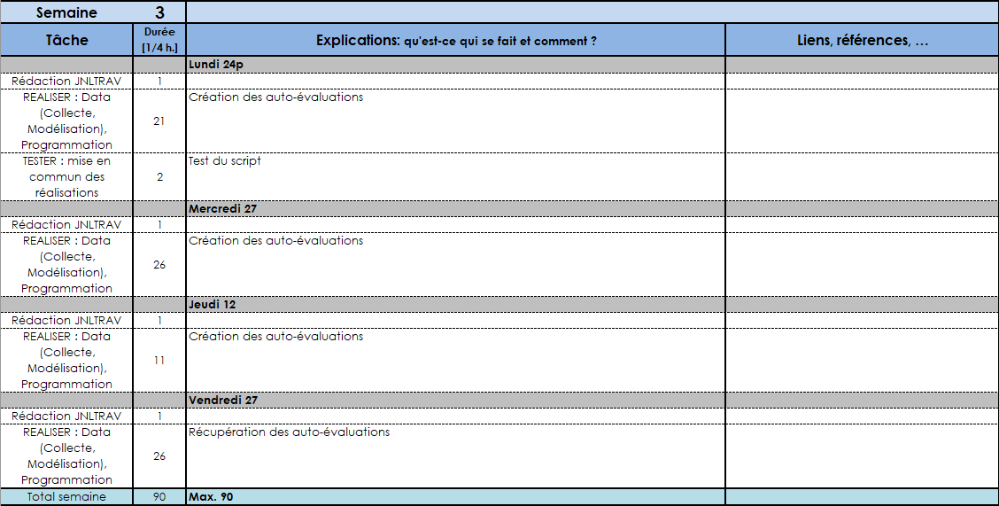 Semaine 3
Tâche Durée [1/4 h.] Explications: qu'est-ce qui se fait et comment ? Liens, références, …
Lundi 24p
Rédaction JNLTRAV 1
REALISER : Data Création des auto-évaluations
(Collecte,
Modélisation), 21
Programmation
TESTER : mise en Test du script
commun des 2
réalisations
Mercredi 27
Rédaction JNLTRAV 1
REALISER : Data Création des auto-évaluations
(Collecte,
Modélisation), 26
Programmation
Jeudi 12
Rédaction JNLTRAV 1
REALISER : Data Création des auto-évaluations
(Collecte,
Modélisation), 11
Programmation
Vendredi 27
Rédaction JNLTRAV 1
REALISER : Data Récupération des auto-évaluations
(Collecte,
Modélisation), 26
Programmation
Total semaine 90 Max. 90